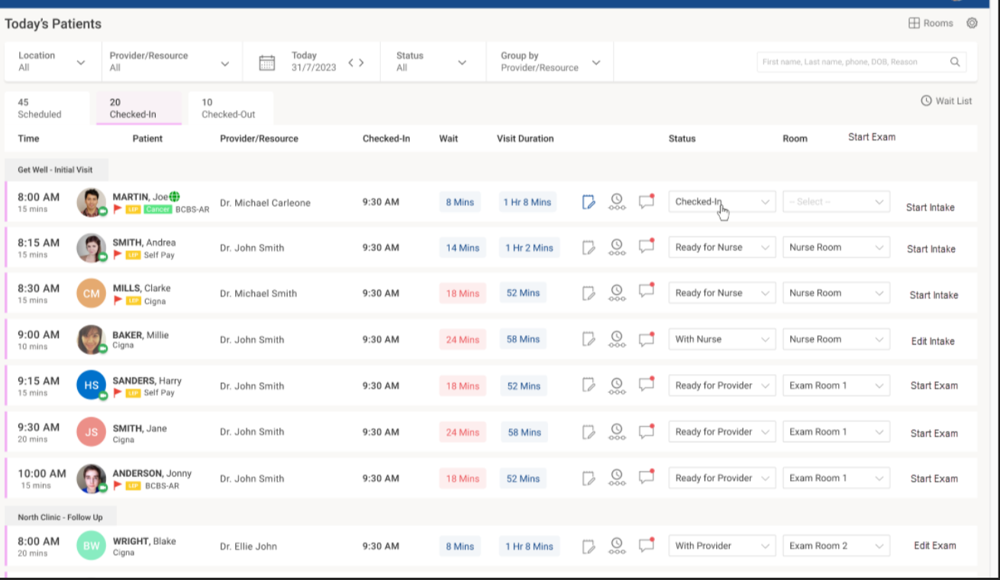 Today's Patients
Rooms
Location
All
Provider/Resource
All
Today
31/7/2023
Status
All
Group by
Provider/Resource
First name, Last name, phone, DOB, Reason
45
Scheduled
20
Checked-In
10
Checked-Out
Wait List
Time Patient Provider/Resource Checked-In Wait Visit Duration Status Room Start Exam
Get Well - Initial Visit
8:00 AM
15 mins
MARTIN, Joe
LEP Cancer BCBS-AR
Dr. Michael Carleone 9:30 AM 8 Mins 1 Hr 8 Mins Checked-In -- Select -- Start Intake
8:15 AM
15 mins
SMITH, Andrea
LEP Self Pay
Dr. John Smith 9:30 AM 14 Mins 1 Hr 2 Mins Ready for Nurse Nurse Room Start Intake
8:30 AM
15 mins
CM
MILLS, Clarke
LEP Cigna
Dr. Michael Smith 9:30 AM 18 Mins 52 Mins Ready for Nurse Nurse Room Start Intake
9:00 AM
10 mins
BAKER, Millie
Cigna
Dr. John Smith 9:30 AM 24 Mins 58 Mins With Nurse Nurse Room Edit Intake
9:15 AM
15 mins
HS
SANDERS, Harry
LEP Self Pay
Dr. John Smith 9:30 AM 18 Mins 52 Mins Ready for Provider Exam Room 1 Start Exam
9:30 AM
20 mins
JS
SMITH, Jane
Cigna
Dr. John Smith 9:30 AM 24 Mins 58 Mins Ready for Provider Exam Room 1 Start Exam
10:00 AM
15 mins
ANDERSON, Jonny
LEP BCBS-AR
Dr. John Smith 9:30 AM 18 Mins 52 Mins Ready for Provider Exam Room 1 Start Exam
North Clinic - Follow Up
8:00 AM
20 mins
BW
WRIGHT, Blake
Cigna
Dr. Ellie John 9:30 AM 8 Mins 1 Hr 8 Mins With Provider Exam Room 2 Edit Exam